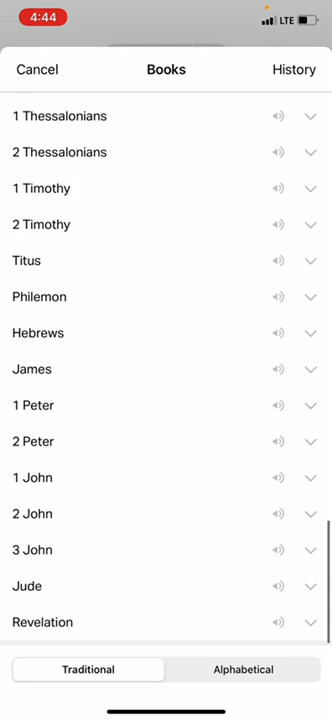 4:44
LTE
Cancel Books History
1 Thessalonians
2 Thessalonians
1 Timothy
2 Timothy
Titus
Philemon
Hebrews
James
1 Peter
2 Peter
1 John
2 John
3 John
Jude
Revelation
Traditional Alphabetical